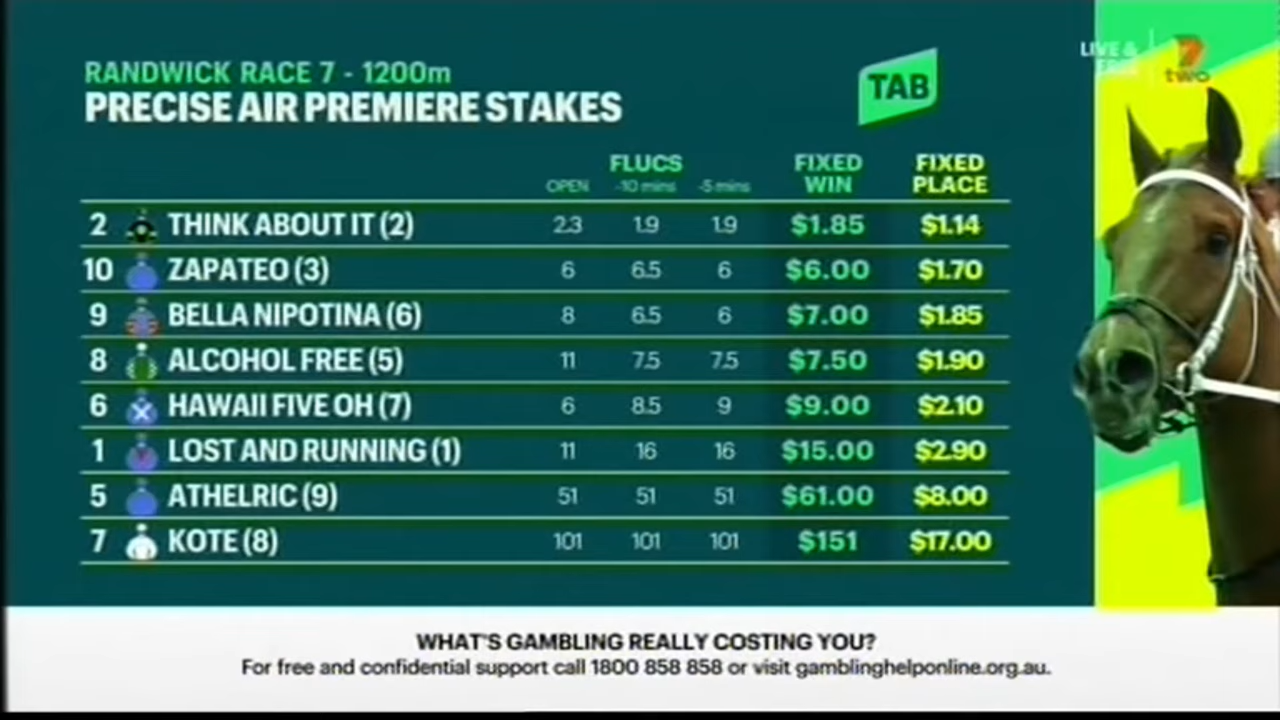 RANDWICK RACE 7 - 1200m
PRECISE AIR PREMIERE STAKES
TAB
LIVE &
7
two
FLUCS FIXED WIN FIXED PLACE
OPEN -10 mins -5 mins
2 THINK ABOUT IT (2) 2.3 1.9 1.9 $1.85 $1.14
10 ZAPATEO (3) 6 6.5 6 $6.00 $1.70
9 BELLA NIPOTINA (6) 8 6.5 6 $7.00 $1.85
8 ALCOHOL FREE (5) 11 7.5 7.5 $7.50 $1.90
6 HAWAII FIVE OH (7) 6 8.5 9 $9.00 $2.10
1 LOST AND RUNNING (1) 11 16 16 $15.00 $2.90
5 ATHELRIC (9) 51 51 51 $61.00 $8.00
7 KOTE (8) 101 101 101 $151 $17.00
WHAT'S GAMBLING REALLY COSTING YOU?
For free and confidential support call 1800 858 858 or visit gamblinghelponline.org.au.